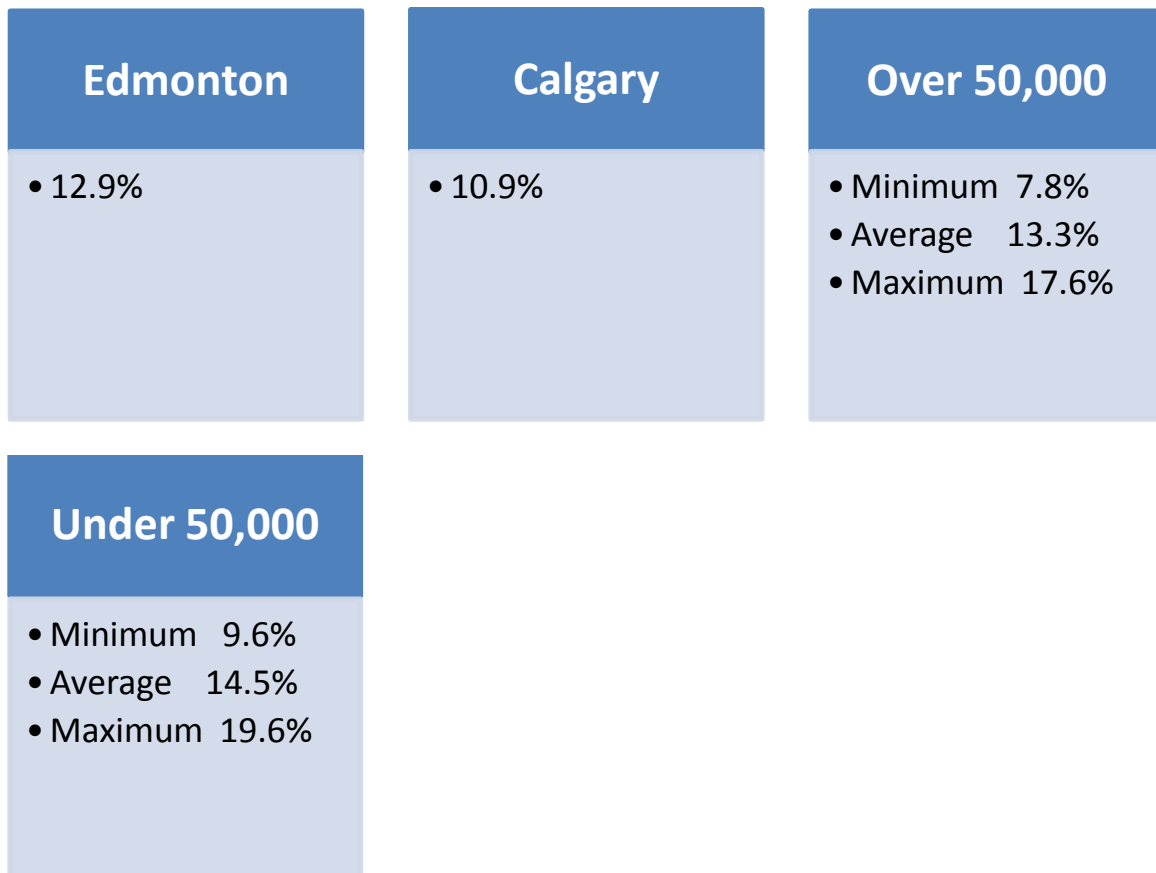 Edmonton
• 12.9%
Calgary
• 10.9%
Over 50,000
• Minimum 7.8%
• Average 13.3%
• Maximum 17.6%
Under 50,000
• Minimum 9.6%
• Average 14.5%
• Maximum 19.6%